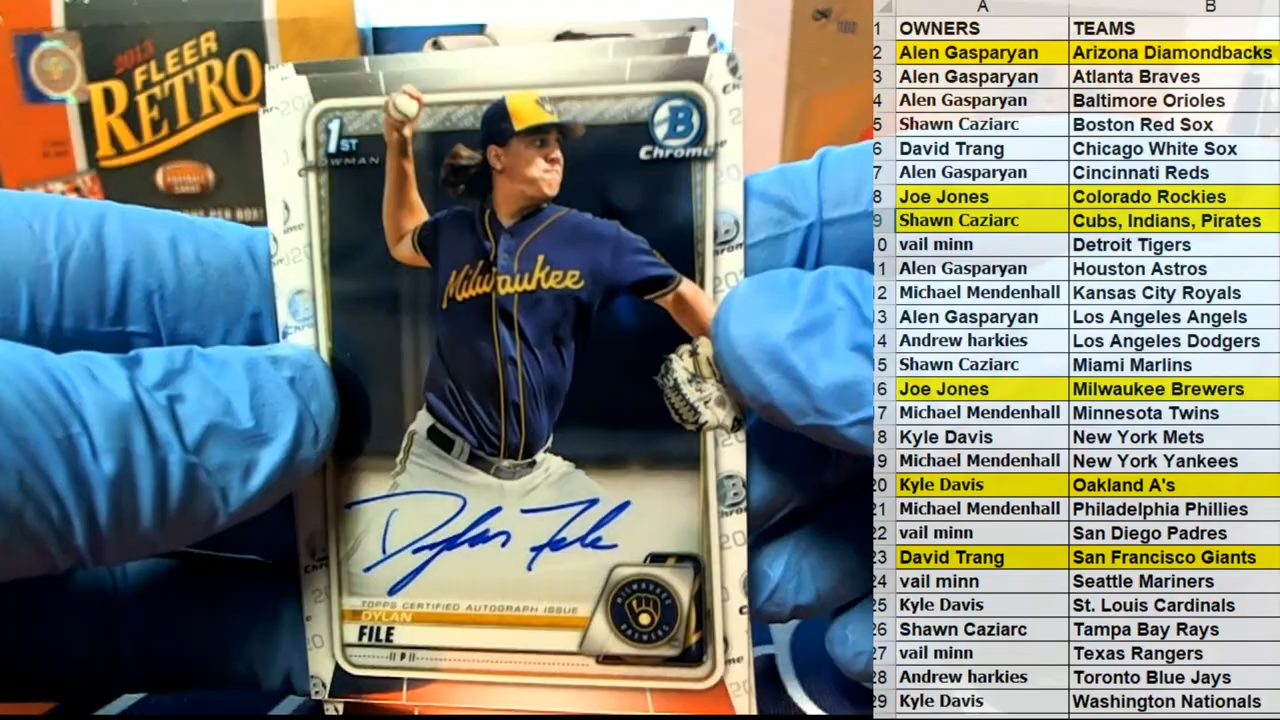 2013
FLEER
RETRO
FOOTBALL
CARDS
PER BOX!
1ST
BOWMAN
B
Chrome
Milwaukee
Dylan File
TOPPS CERTIFIED AUTOGRAPH ISSUE
DYLAN
FILE
P
MILWAUKEE
BREWERS
A B
1 OWNERS TEAMS
2 Alen Gasparyan Arizona Diamondbacks
3 Alen Gasparyan Atlanta Braves
4 Alen Gasparyan Baltimore Orioles
5 Shawn Caziarc Boston Red Sox
6 David Trang Chicago White Sox
7 Alen Gasparyan Cincinnati Reds
8 Joe Jones Colorado Rockies
9 Shawn Caziarc Cubs, Indians, Pirates
10 vail minn Detroit Tigers
11 Alen Gasparyan Houston Astros
12 Michael Mendenhall Kansas City Royals
13 Alen Gasparyan Los Angeles Angels
14 Andrew harkies Los Angeles Dodgers
15 Shawn Caziarc Miami Marlins
16 Joe Jones Milwaukee Brewers
17 Michael Mendenhall Minnesota Twins
18 Kyle Davis New York Mets
19 Michael Mendenhall New York Yankees
20 Kyle Davis Oakland A's
21 Michael Mendenhall Philadelphia Phillies
22 vail minn San Diego Padres
23 David Trang San Francisco Giants
24 vail minn Seattle Mariners
25 Kyle Davis St. Louis Cardinals
26 Shawn Caziarc Tampa Bay Rays
27 vail minn Texas Rangers
28 Andrew harkies Toronto Blue Jays
29 Kyle Davis Washington Nationals